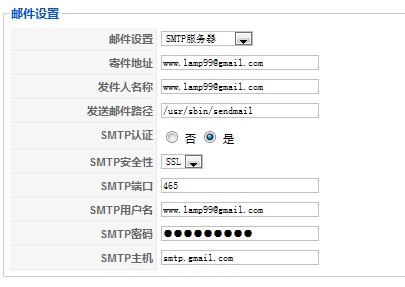 邮件设置
邮件设置 SMTP服务器
寄件地址 www.lamp99@gmail.com
发件人名称 www.lamp99@gmail.com
发送邮件路径 /usr/sbin/sendmail
SMTP认证 否 是
SMTP安全性 SSL
SMTP端口 465
SMTP用户名 www.lamp99@gmail.com
SMTP密码 ●●●●●●●●●
SMTP主机 smtp.gmail.com